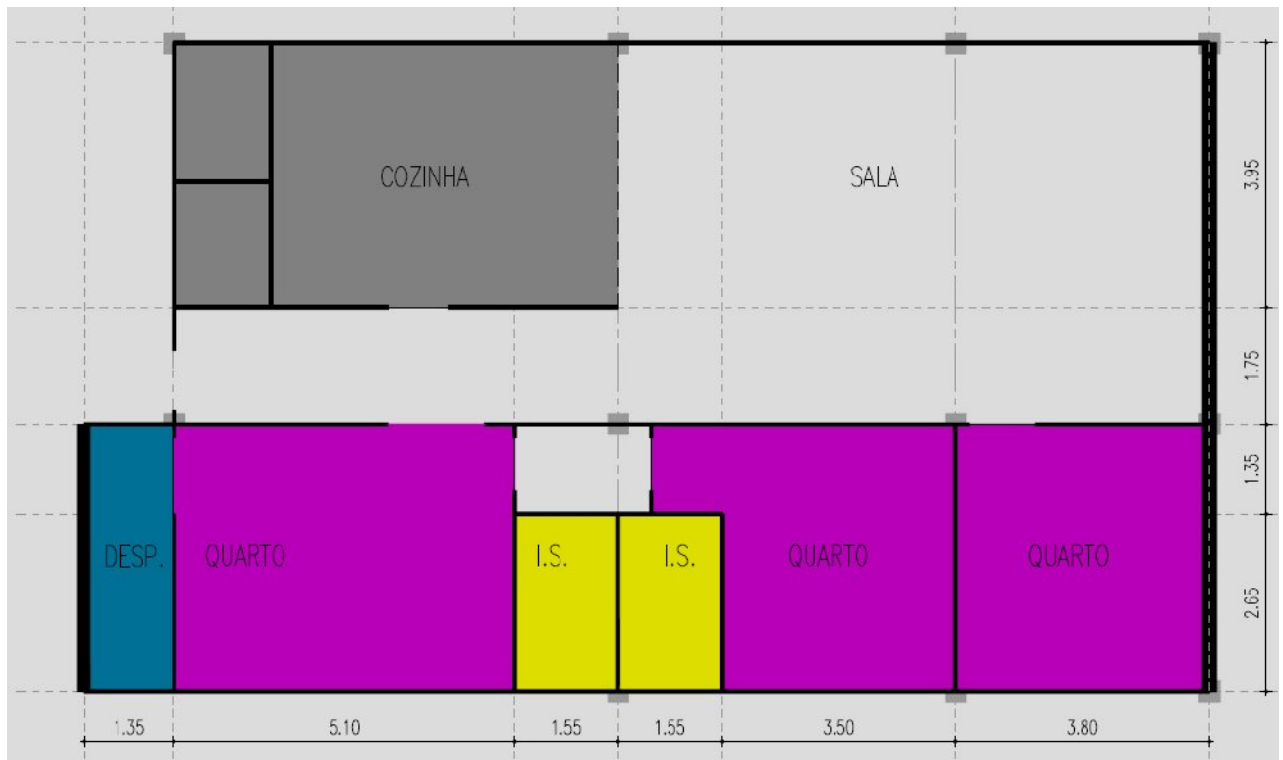 COZINHA
SALA
3.95
1.75
1.35
DESP.
QUARTO
I.S.
I.S.
QUARTO
QUARTO
2.65
1.35
5.10
1.55
1.55
3.50
3.80